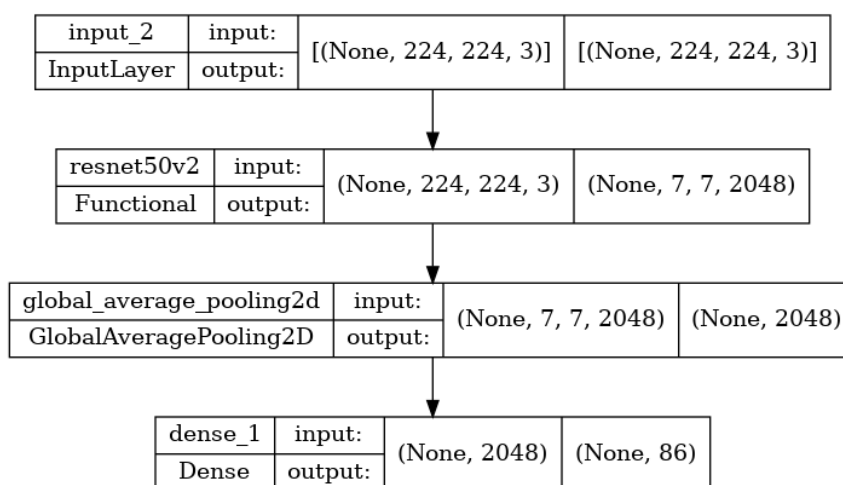 input_2 input: [(None, 224, 224, 3)] [(None, 224, 224, 3)]
InputLayer output:
resnet50v2 input: (None, 224, 224, 3) (None, 7, 7, 2048)
Functional output:
global_average_pooling2d input: (None, 7, 7, 2048) (None, 2048)
GlobalAveragePooling2D output:
dense_1 input: (None, 2048) (None, 86)
Dense output: